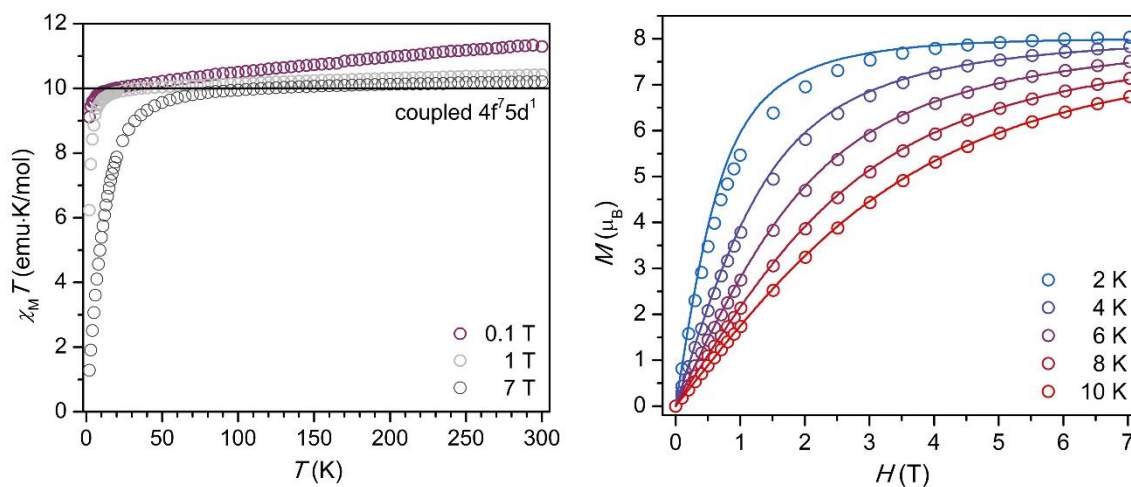 12
10
8
6
4
2
0
χ_M T (emu·K/mol)
coupled 4f⁷5d¹
0.1 T
1 T
7 T
0 50 100 150 200 250 300
T (K)
8
7
6
5
4
3
2
1
0
M (μ_B)
2 K
4 K
6 K
8 K
10 K
0 1 2 3 4 5 6 7
H (T)